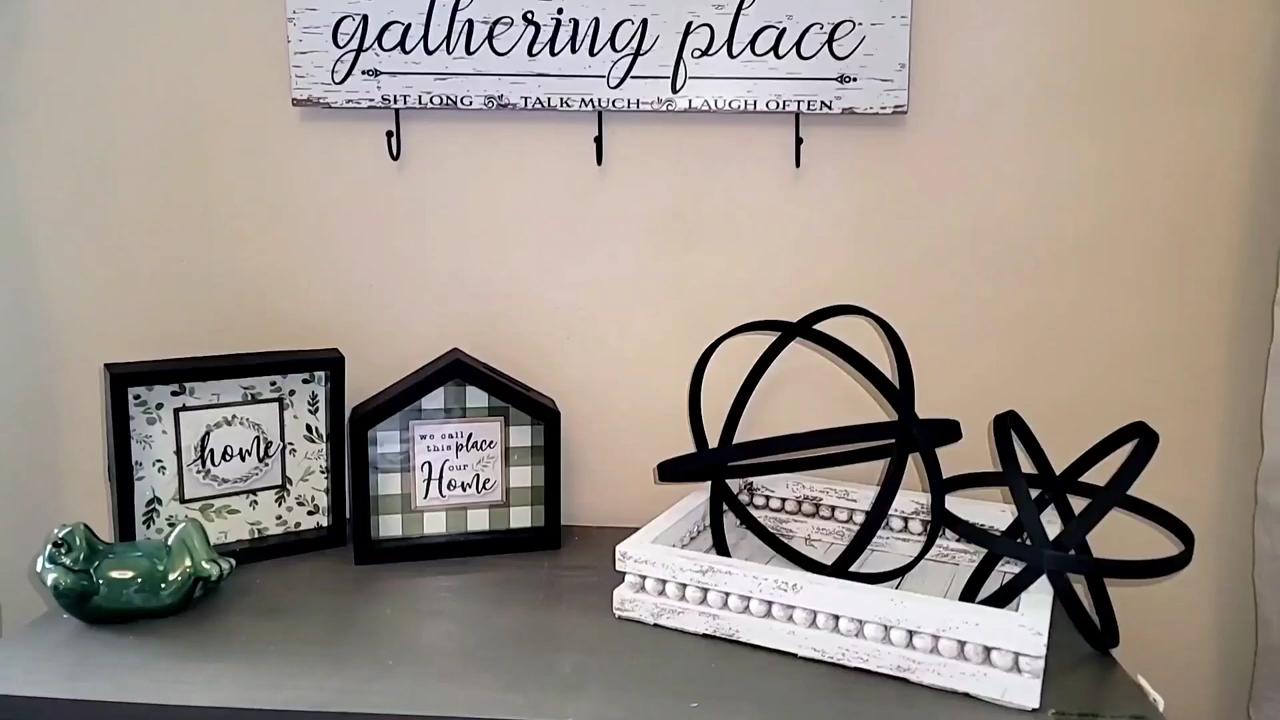 gathering place
SIT LONG TALK MUCH LAUGH OFTEN
home
we call
this place
our
Home